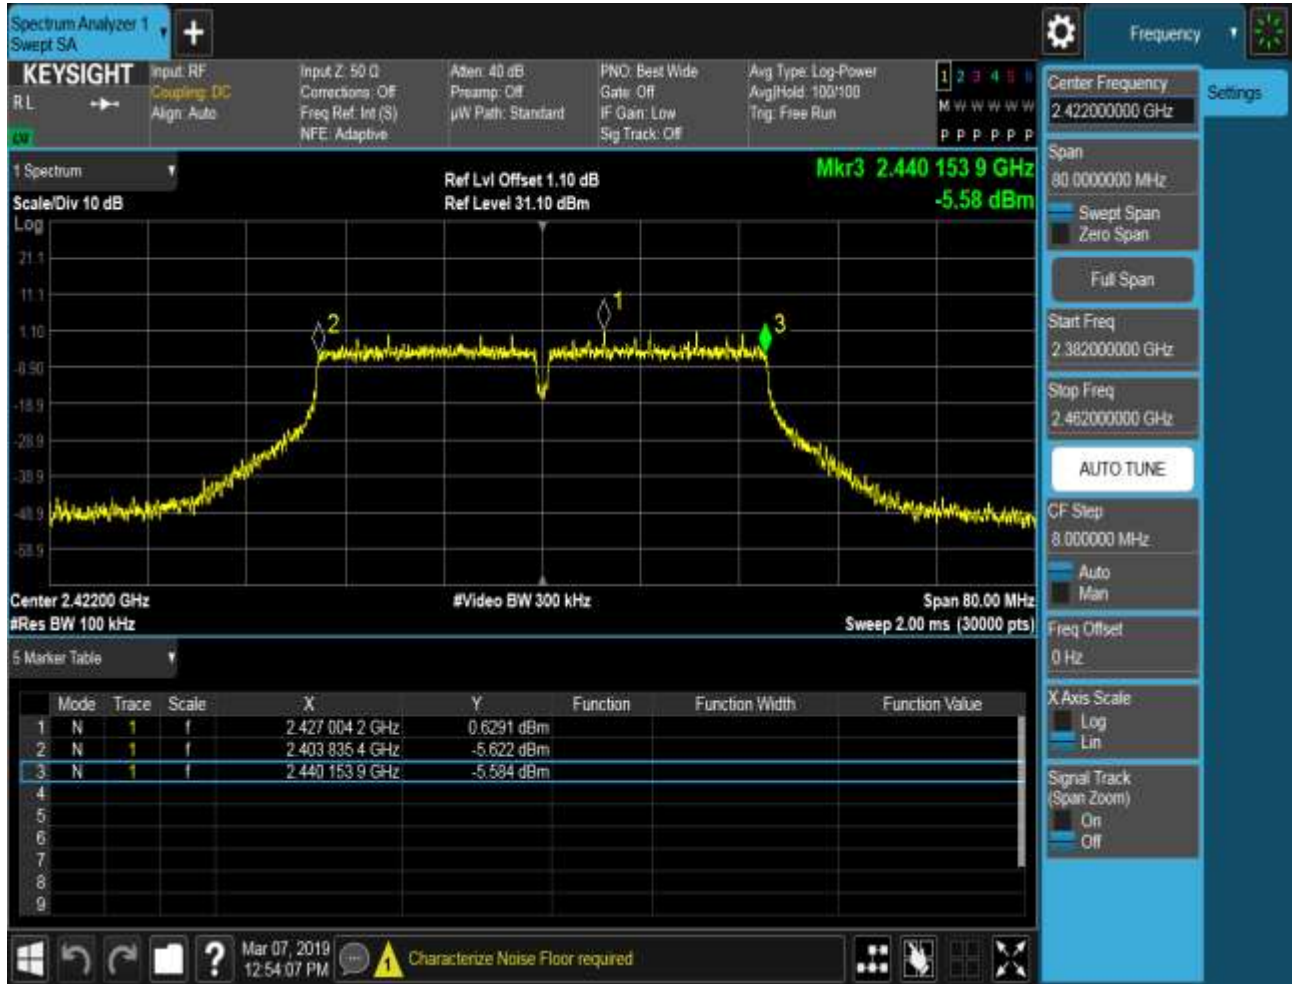 Spectrum Analyzer 1
Swept SA
Frequency
KEYSIGHT
RL
Input: RF
Coupling: DC
Align: Auto
Input Z: 50 Ω
Corrections: Off
Freq Ref: Int (S)
NFE: Adaptive
Atten: 40 dB
Preamp: Off
µW Path: Standard
PNO: Best Wide
Gate: Off
IF Gain: Low
Sig Track: Off
Avg Type: Log-Power
Avg|Hold: 100/100
Trig: Free Run
1 2 3 4 5 6
M W W W W W
P P P P P P
1 Spectrum
Scale/Div 10 dB
Ref Lvl Offset 1.10 dB
Ref Level 31.10 dBm
Mkr3 2.440 153 9 GHz
-5.58 dBm
Log
21.1
11.1
1.10
-8.90
-18.9
-28.9
-38.9
-48.9
-58.9
1
2
3
Center 2.42200 GHz
#Video BW 300 kHz
Span 80.00 MHz
#Res BW 100 kHz
Sweep 2.00 ms (30000 pts)
5 Marker Table
Mode Trace Scale X Y Function Function Width Function Value
1 N 1 f 2.427 004 2 GHz 0.6291 dBm
2 N 1 f 2.403 835 4 GHz -5.622 dBm
3 N 1 f 2.440 153 9 GHz -5.584 dBm
4
5
6
7
8
9
Mar 07, 2019
12:54:07 PM
1
Characterize Noise Floor required
Center Frequency
2.422000000 GHz
Settings
Span
80.0000000 MHz
Swept Span
Zero Span
Full Span
Start Freq
2.382000000 GHz
Stop Freq
2.462000000 GHz
AUTO TUNE
CF Step
8.000000 MHz
Auto
Man
Freq Offset
0 Hz
X Axis Scale
Log
Lin
Signal Track
(Span Zoom)
On
Off